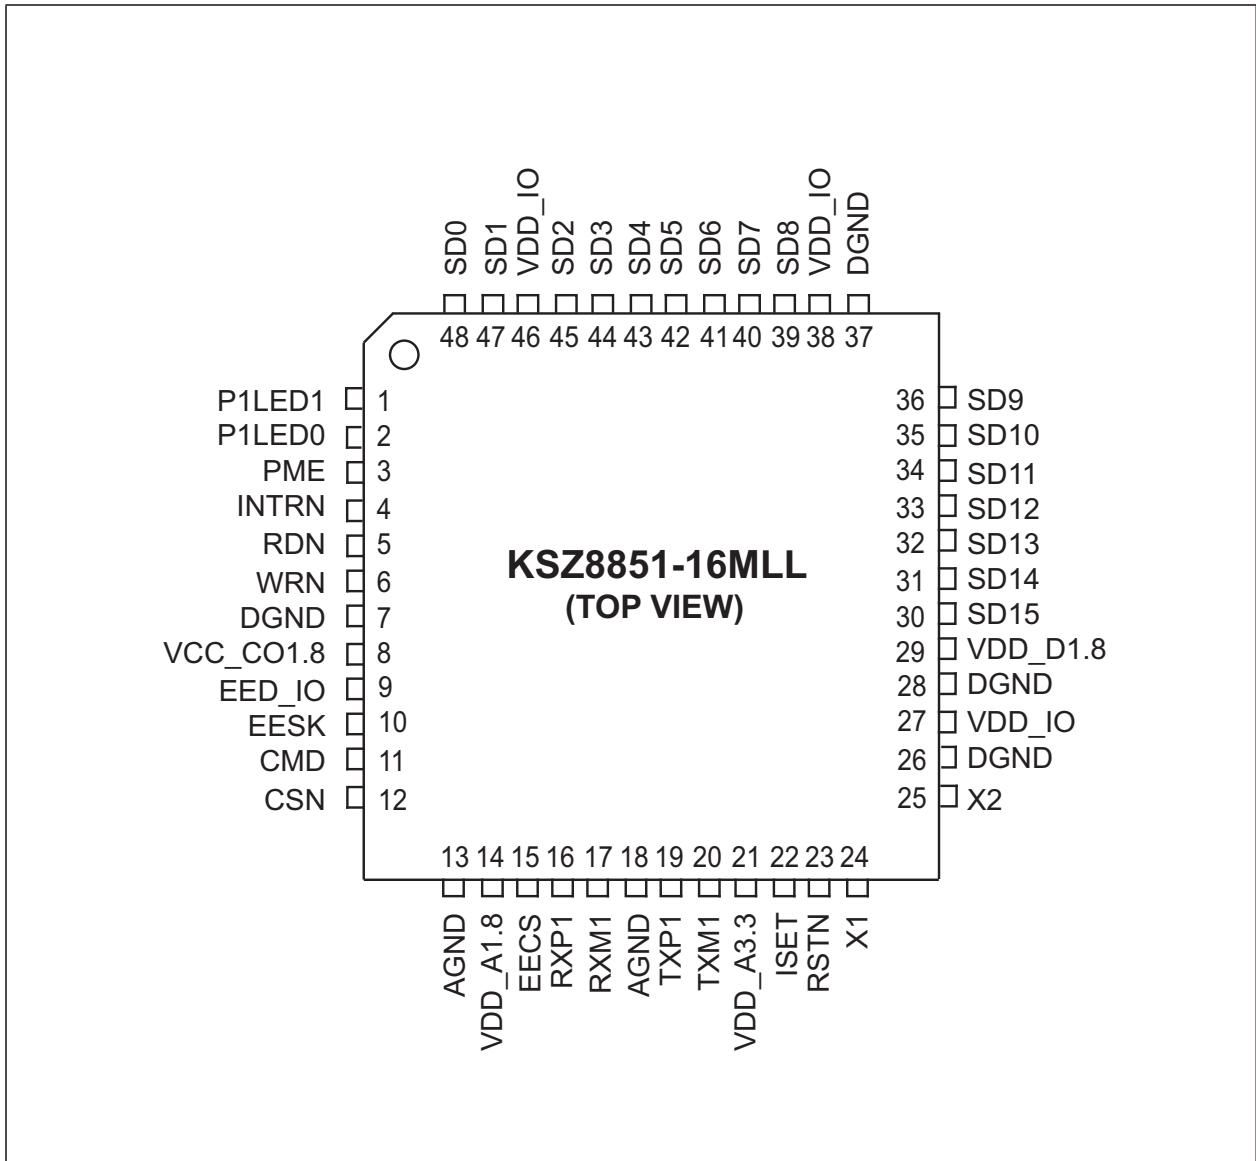 SD0 SD1 VDD_IO SD2 SD3 SD4 SD5 SD6 SD7 SD8 VDD_IO DGND
48 47 46 45 44 43 42 41 40 39 38 37
P1LED1 1 36 SD9
P1LED0 2 35 SD10
PME 3 34 SD11
INTRN 4 33 SD12
RDN 5 32 SD13
WRN 6 31 SD14
DGND 7 30 SD15
VCC_CO1.8 8 29 VDD_D1.8
EED_IO 9 28 DGND
EESK 10 27 VDD_IO
CMD 11 26 DGND
CSN 12 25 X2
KSZ8851-16MLL
(TOP VIEW)
13 14 15 16 17 18 19 20 21 22 23 24
AGND VDD_A1.8 EECS RXP1 RXM1 AGND TXP1 TXM1 VDD_A3.3 ISET RSTN X1